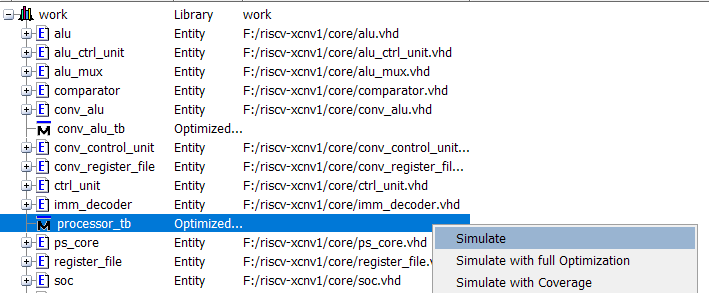 work Library work
alu Entity F:/riscv-xcnv1/core/alu.vhd
alu_ctrl_unit Entity F:/riscv-xcnv1/core/alu_ctrl_unit.vhd
alu_mux Entity F:/riscv-xcnv1/core/alu_mux.vhd
comparator Entity F:/riscv-xcnv1/core/comparator.vhd
conv_alu Entity F:/riscv-xcnv1/core/conv_alu.vhd
conv_alu_tb Optimized...
conv_control_unit Entity F:/riscv-xcnv1/core/conv_control_unit...
conv_register_file Entity F:/riscv-xcnv1/core/conv_register_fil...
ctrl_unit Entity F:/riscv-xcnv1/core/ctrl_unit.vhd
imm_decoder Entity F:/riscv-xcnv1/core/imm_decoder.vhd
processor_tb Optimized...
ps_core Entity F:/riscv-xcnv1/core/ps_core.vhd
register_file Entity F:/riscv-xcnv1/core/register_file.v
soc Entity F:/riscv-xcnv1/core/soc.vhd
Simulate
Simulate with full Optimization
Simulate with Coverage